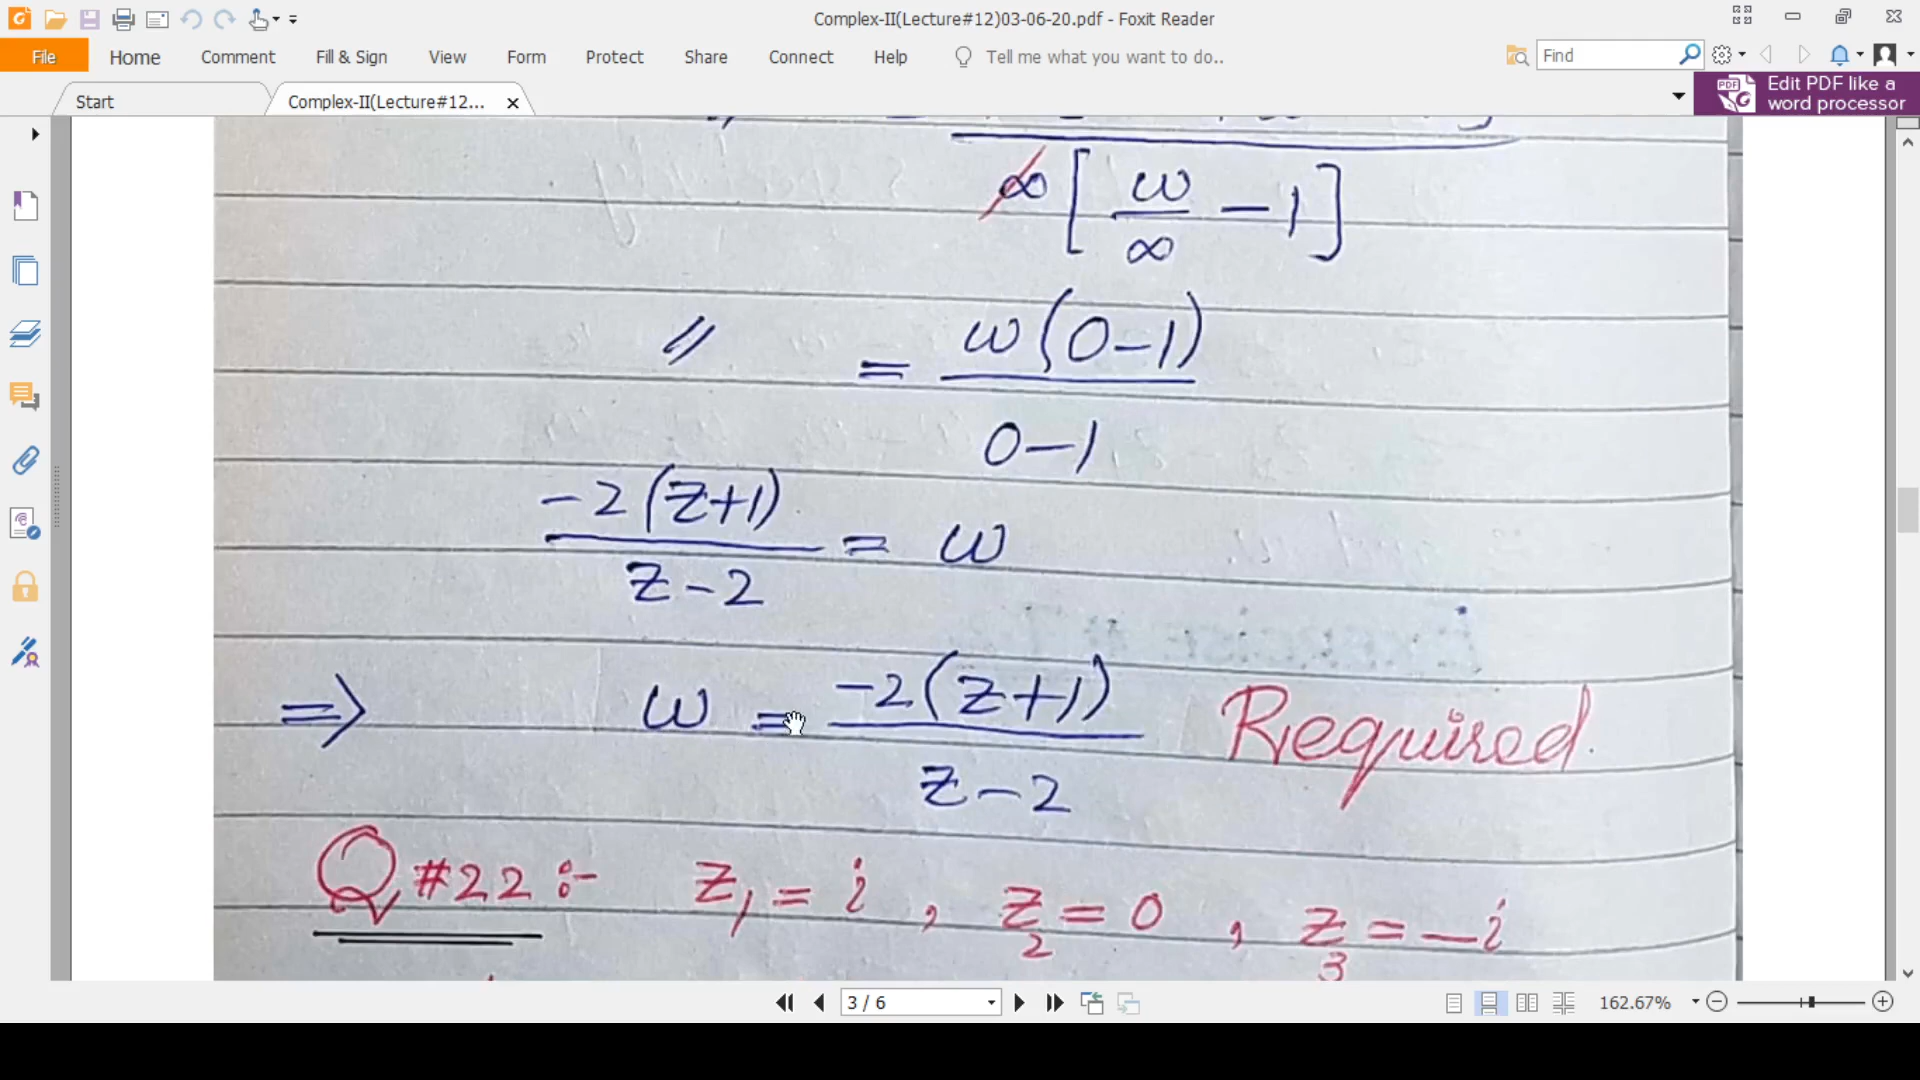 Complex-II(Lecture#12)03-06-20.pdf - Foxit Reader
File Home Comment Fill & Sign View Form Protect Share Connect Help Tell me what you want to do.. Find
Start Complex-II(Lecture#12... Edit PDF like a
word processor
∞ [ ω/∞ − 1 ]
〃 = ω(0−1)
0−1
−2(z+1)
= ω
z−2
⇒ ω = −2(z+1) Required.
z−2
Q#22:- z₁ = i , z₂ = 0 , z₃ = −i
3 / 6 162.67%